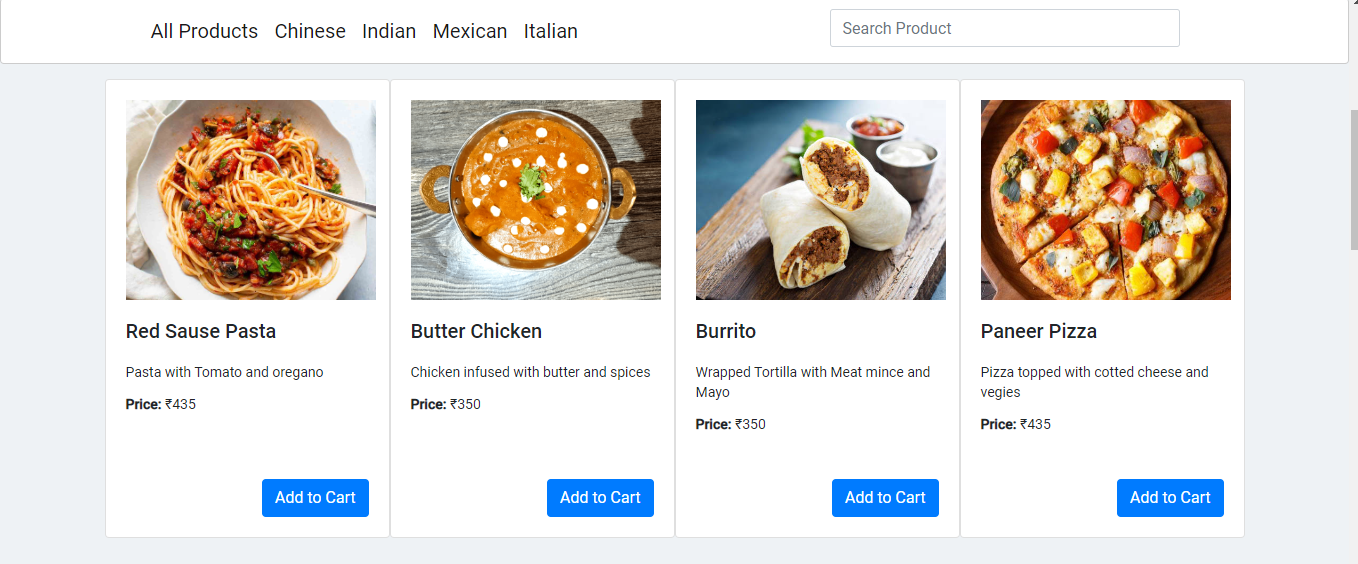 All Products Chinese Indian Mexican Italian
Search Product
Red Sause Pasta
Pasta with Tomato and oregano
Price: ₹435
Add to Cart
Butter Chicken
Chicken infused with butter and spices
Price: ₹350
Add to Cart
Burrito
Wrapped Tortilla with Meat mince and
Mayo
Price: ₹350
Add to Cart
Paneer Pizza
Pizza topped with cotted cheese and
vegies
Price: ₹435
Add to Cart